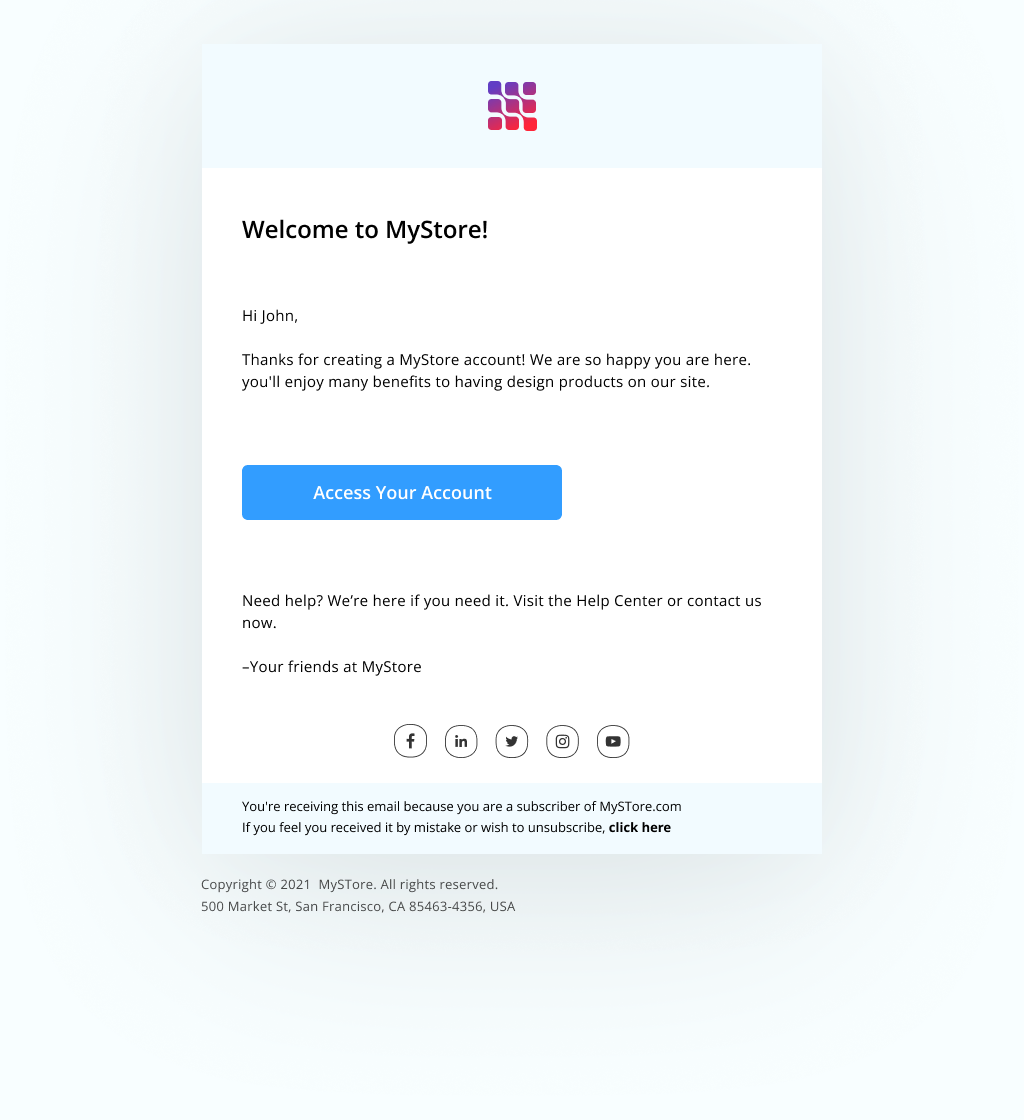 Welcome to MyStore!
Hi John,
Thanks for creating a MyStore account! We are so happy you are here.
you'll enjoy many benefits to having design products on our site.
Access Your Account
Need help? We’re here if you need it. Visit the Help Center or contact us
now.
–Your friends at MyStore
You're receiving this email because you are a subscriber of MySTore.com
If you feel you received it by mistake or wish to unsubscribe, click here
Copyright © 2021  MySTore. All rights reserved.
500 Market St, San Francisco, CA 85463-4356, USA